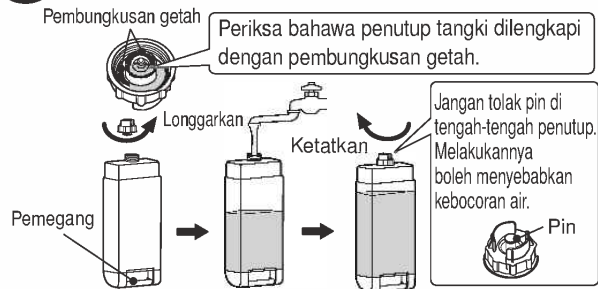 Pembungkusan getah
Periksa bahawa penutup tangki dilengkapi
dengan pembungkusan getah.
Longgarkan
Ketatkan
Jangan tolak pin di
tengah-tengah penutup.
Melakukannya
boleh menyebabkan
kebocoran air.
Pemegang
Pin